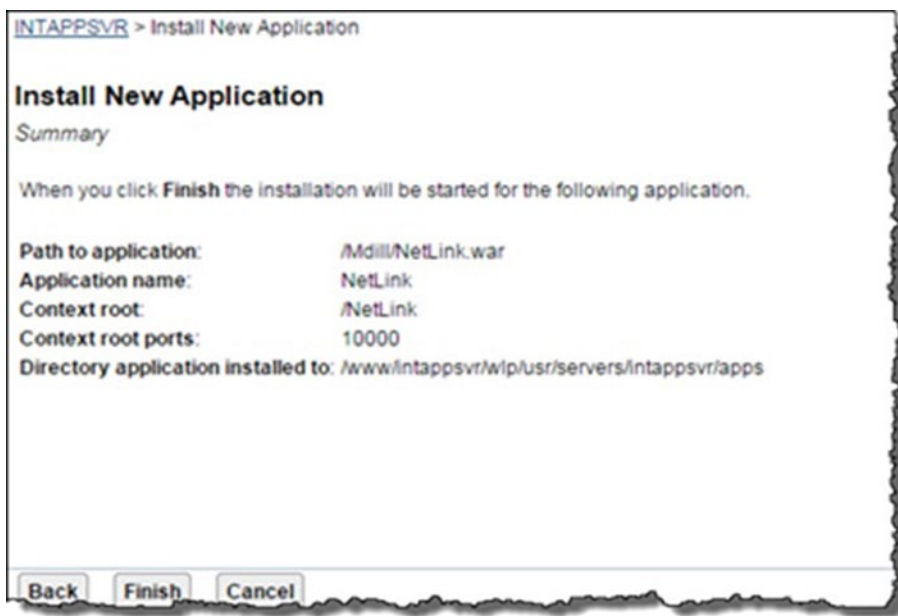 INTAPPSVR > Install New Application
Install New Application
Summary
When you click Finish the installation will be started for the following application.
Path to application: /Mdill/NetLink.war
Application name: NetLink
Context root: /NetLink
Context root ports: 10000
Directory application installed to: /www/intappsvr/wlp/usr/servers/intappsvr/apps
Back Finish Cancel